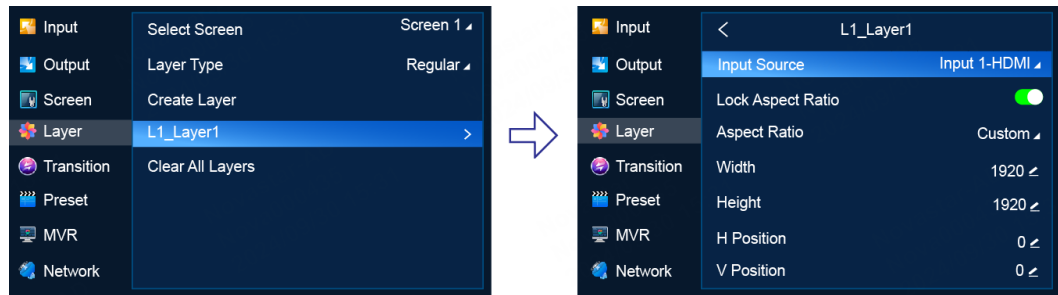 Input
Select Screen Screen 1
Output
Layer Type Regular
Screen
Create Layer
Layer
L1_Layer1 >
Transition
Clear All Layers
Preset
MVR
Network
Input
< L1_Layer1
Output
Input Source Input 1-HDMI
Screen
Lock Aspect Ratio
Layer
Aspect Ratio Custom
Transition
Width 1920
Preset
Height 1920
MVR
H Position 0
Network
V Position 0